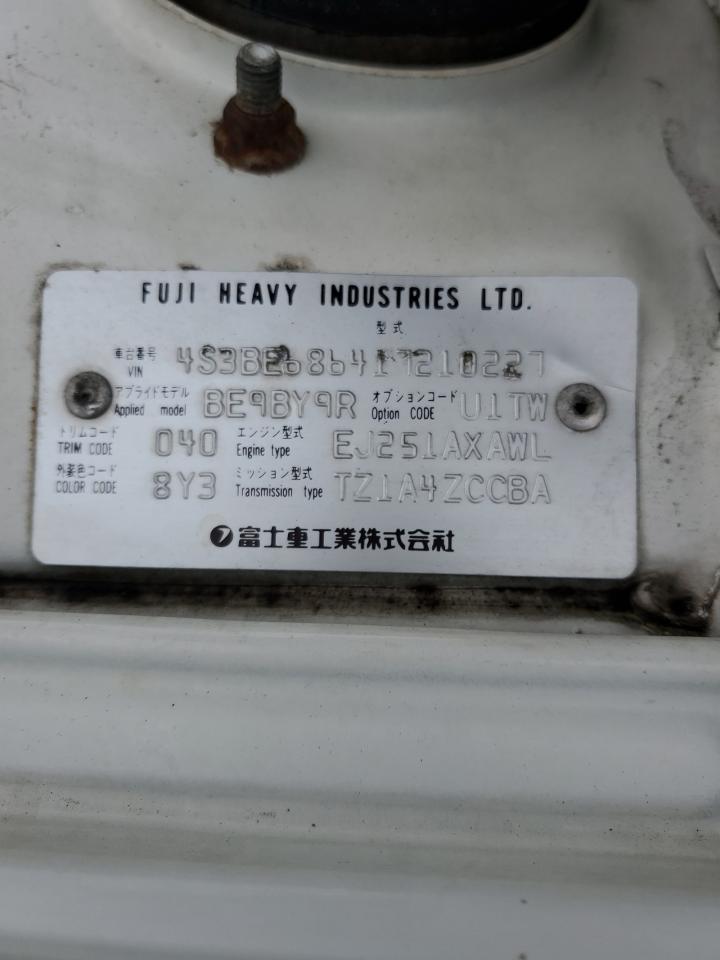 FUJI HEAVY INDUSTRIES LTD.
型式
車台番号 VIN 4S3BE686417210227
アプライドモデル Applied model BE9BY9R オプションコード Option CODE U1TW
トリムコード TRIM CODE 040 エンジン型式 Engine type EJ251AXAWL
外装色コード COLOR CODE 8Y3 ミッション型式 Transmission type TZ1A4ZCCBA
富士重工業株式会社